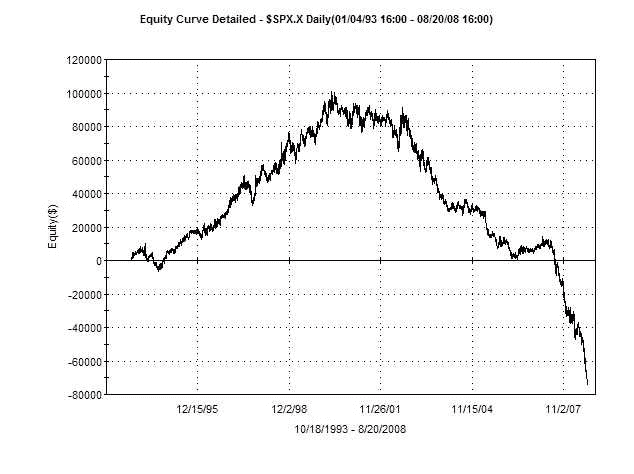 Equity Curve Detailed - $SPX.X Daily(01/04/93 16:00 - 08/20/08 16:00)
120000
100000
80000
60000
40000
20000
0
-20000
-40000
-60000
-80000
Equity($)
12/15/95 12/2/98 11/26/01 11/15/04 11/2/07
10/18/1993 - 8/20/2008